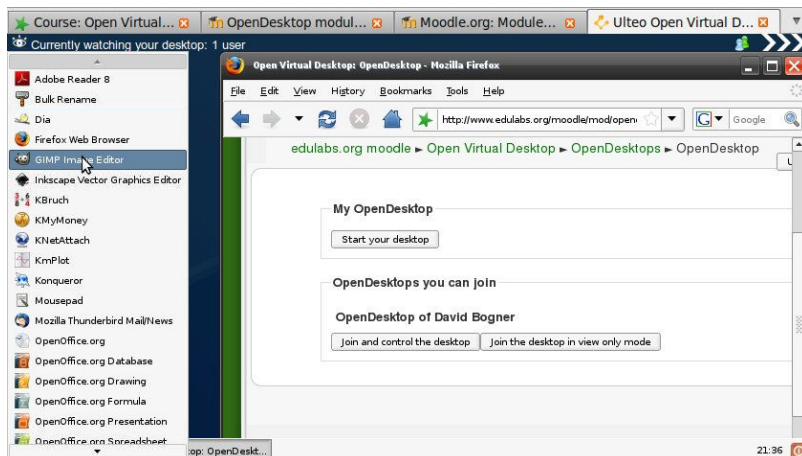 Course: Open Virtual...
OpenDesktop modul...
Moodle.org: Module...
Ulteo Open Virtual D...
Currently watching your desktop: 1 user
Adobe Reader 8
Bulk Rename
Dia
Firefox Web Browser
GIMP Image Editor
Inkscape Vector Graphics Editor
KBruch
KMyMoney
KNetAttach
KmPlot
Konqueror
Mousepad
Mozilla Thunderbird Mail/News
OpenOffice.org
OpenOffice.org Database
OpenOffice.org Drawing
OpenOffice.org Formula
OpenOffice.org Presentation
OpenOffice.org Spreadsheet
Open Virtual Desktop: OpenDesktop - Mozilla Firefox
File Edit View History Bookmarks Tools Help
http://www.edulabs.org/moodle/mod/open
G Google
edulabs.org moodle ► Open Virtual Desktop ► OpenDesktops ► OpenDesktop
My OpenDesktop
Start your desktop
OpenDesktops you can join
OpenDesktop of David Bogner
Join and control the desktop
Join the desktop in view only mode
top: OpenDeskt...
21:36